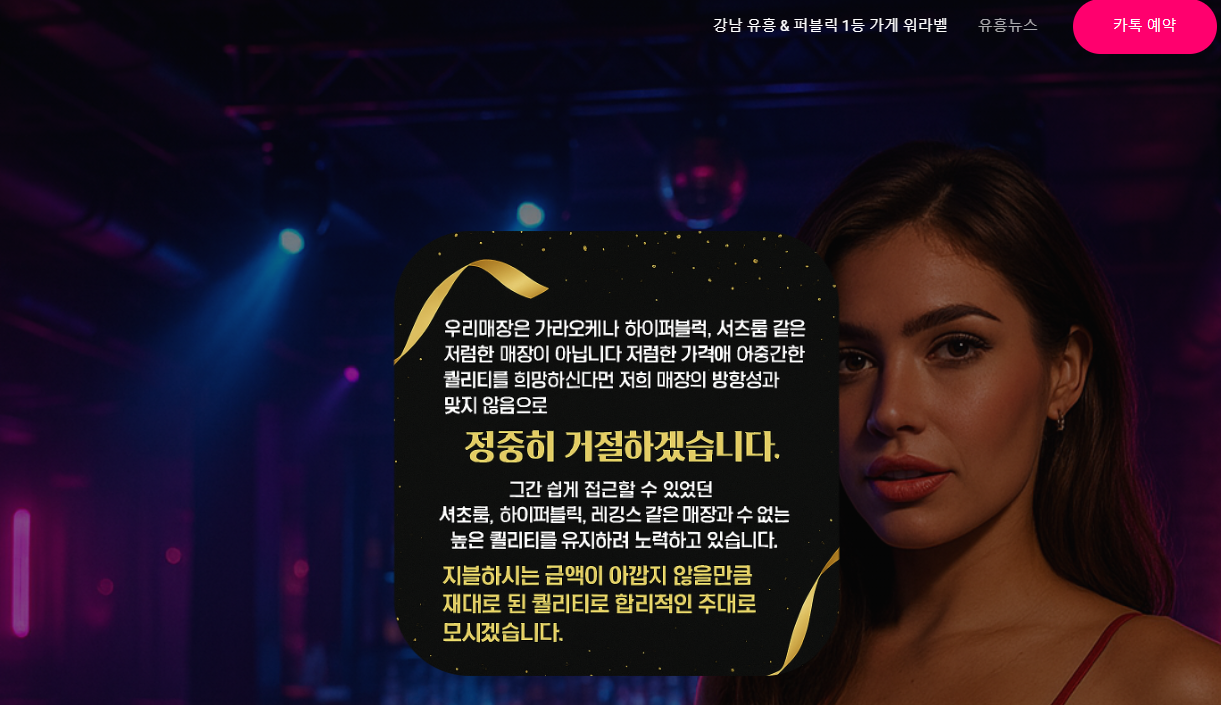 강남 유흥 & 퍼블릭 1등 가게 워라벨
유흥뉴스
카톡 예약
우리매장은 가라오케나 하이퍼블릭, 셔츠룸 같은
저렴한 매장이 아닙니다 저렴한 가격에 어중간한
퀄리티를 희망하신다면 저희 매장의 방향성과
맞지 않음으로
정중히 거절하겠습니다.
그간 쉽게 접근할 수 있었던
셔초룸, 하이퍼블릭, 레깅스 같은 매장과 수 없는
높은 퀄리티를 유지하려 노력하고 있습니다.
지블하시는 금액이 아깝지 않을만큼
재대로 된 퀄리티로 합리적인 주대로
모시겠습니다.